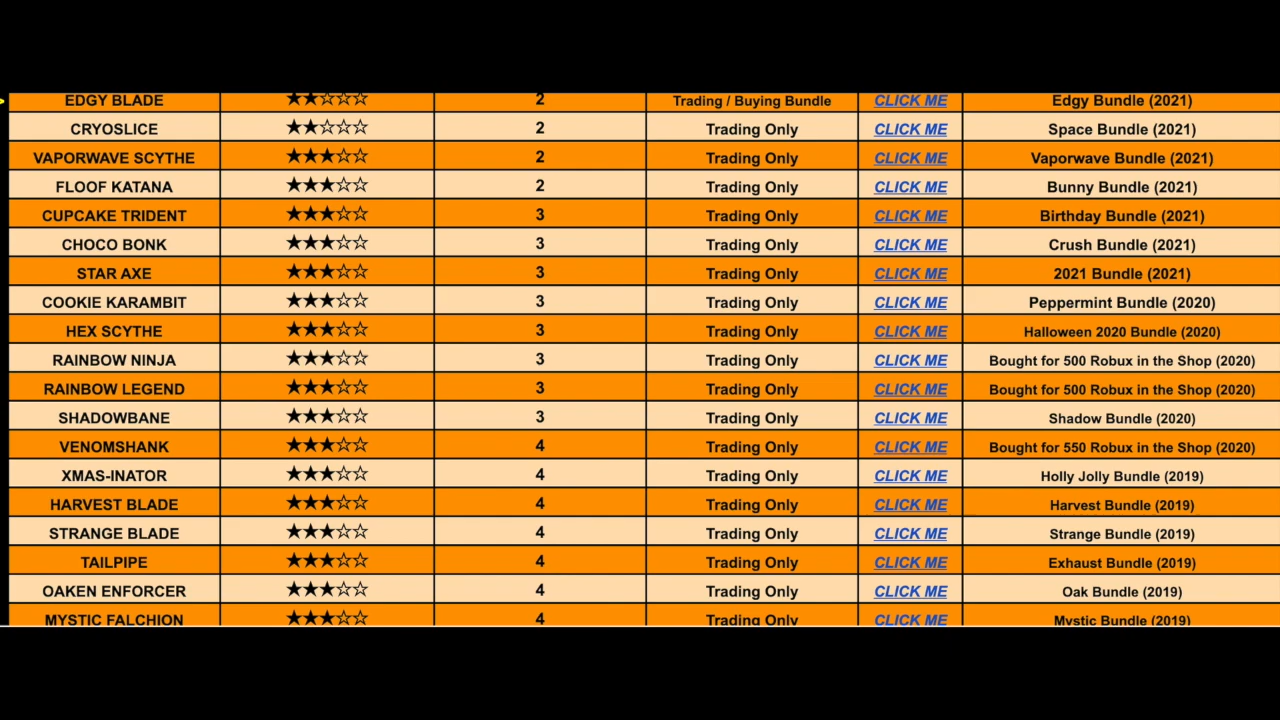 EDGY BLADE ★★☆☆☆ 2 Trading / Buying Bundle CLICK ME Edgy Bundle (2021)
CRYOSLICE ★★☆☆☆ 2 Trading Only CLICK ME Space Bundle (2021)
VAPORWAVE SCYTHE ★★★☆☆ 2 Trading Only CLICK ME Vaporwave Bundle (2021)
FLOOF KATANA ★★★☆☆ 2 Trading Only CLICK ME Bunny Bundle (2021)
CUPCAKE TRIDENT ★★★☆☆ 3 Trading Only CLICK ME Birthday Bundle (2021)
CHOCO BONK ★★★☆☆ 3 Trading Only CLICK ME Crush Bundle (2021)
STAR AXE ★★★☆☆ 3 Trading Only CLICK ME 2021 Bundle (2021)
COOKIE KARAMBIT ★★★☆☆ 3 Trading Only CLICK ME Peppermint Bundle (2020)
HEX SCYTHE ★★★☆☆ 3 Trading Only CLICK ME Halloween 2020 Bundle (2020)
RAINBOW NINJA ★★★☆☆ 3 Trading Only CLICK ME Bought for 500 Robux in the Shop (2020)
RAINBOW LEGEND ★★★☆☆ 3 Trading Only CLICK ME Bought for 500 Robux in the Shop (2020)
SHADOWBANE ★★★☆☆ 3 Trading Only CLICK ME Shadow Bundle (2020)
VENOMSHANK ★★★☆☆ 4 Trading Only CLICK ME Bought for 550 Robux in the Shop (2020)
XMAS-INATOR ★★★☆☆ 4 Trading Only CLICK ME Holly Jolly Bundle (2019)
HARVEST BLADE ★★★☆☆ 4 Trading Only CLICK ME Harvest Bundle (2019)
STRANGE BLADE ★★★☆☆ 4 Trading Only CLICK ME Strange Bundle (2019)
TAILPIPE ★★★☆☆ 4 Trading Only CLICK ME Exhaust Bundle (2019)
OAKEN ENFORCER ★★★☆☆ 4 Trading Only CLICK ME Oak Bundle (2019)
MYSTIC FALCHION ★★★☆☆ 4 Trading Only CLICK ME Mystic Bundle (2019)